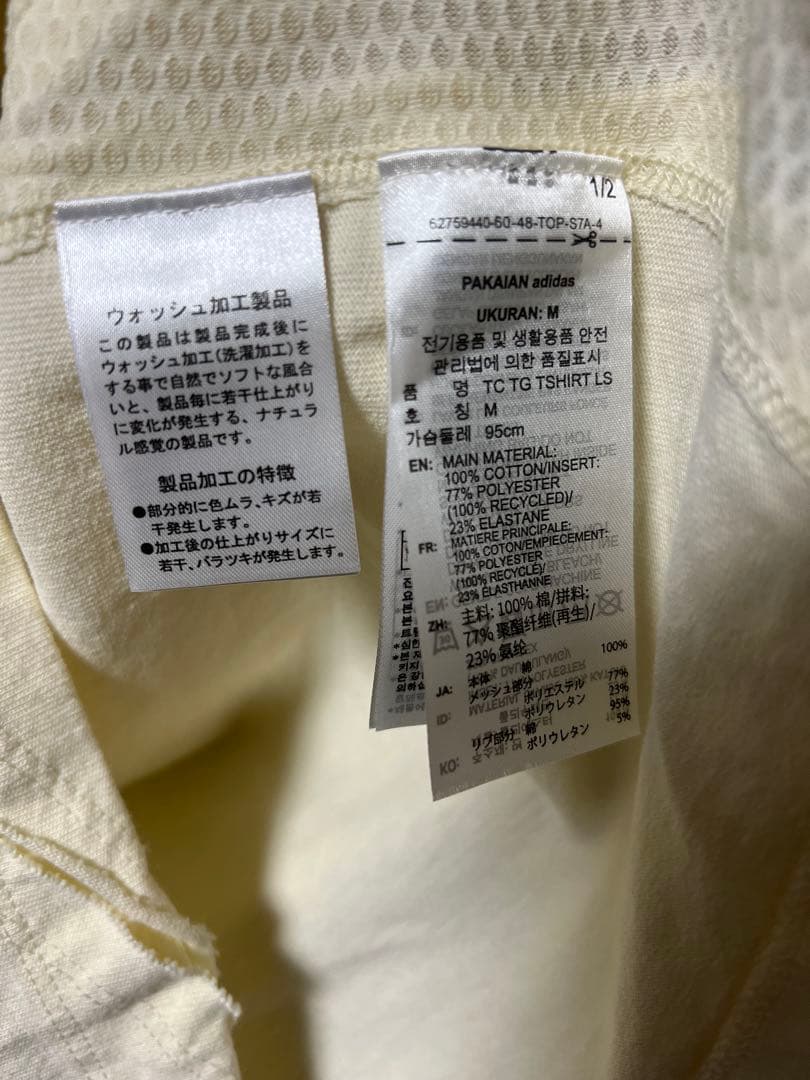 ウォッシュ加工製品
この製品は製品完成後に
ウォッシュ加工(洗濯加工)を
する事で自然でソフトな風合
いと、製品毎に若干仕上がり
に変化が発生する、ナチュラ
ル感覚の製品です。
製品加工の特徴
●部分的に色ムラ、キズが若
干発生します。
●加工後の仕上がりサイズに
若干、バラツキが発生します。
1/2
62759440-60-48-TOP-S7A-4
PAKAIAN adidas
UKURAN: M
전기용품 및 생활용품 안전
관리법에 의한 품질표시
품 명 TC TG TSHIRT LS
호 칭 M
가슴둘레 95cm
EN: MAIN MATERIAL:
100% COTTON/INSERT:
77% POLYESTER
(100% RECYCLED)/
23% ELASTANE
FR: MATIERE PRINCIPALE:
100% COTON/EMPIECEMENT:
77% POLYESTER
(100% RECYCLÉ)/
23% ÉLASTHANNE
ZH: 主料: 100% 棉/拼料:
77% 聚酯纤维(再生)/
23% 氨纶
JA: 本体 綿 100%
メッシュ部分 ポリエステル 77%
ポリウレタン 23%
リブ部分 綿 95%
ポリウレタン 5%
ID:
KO: